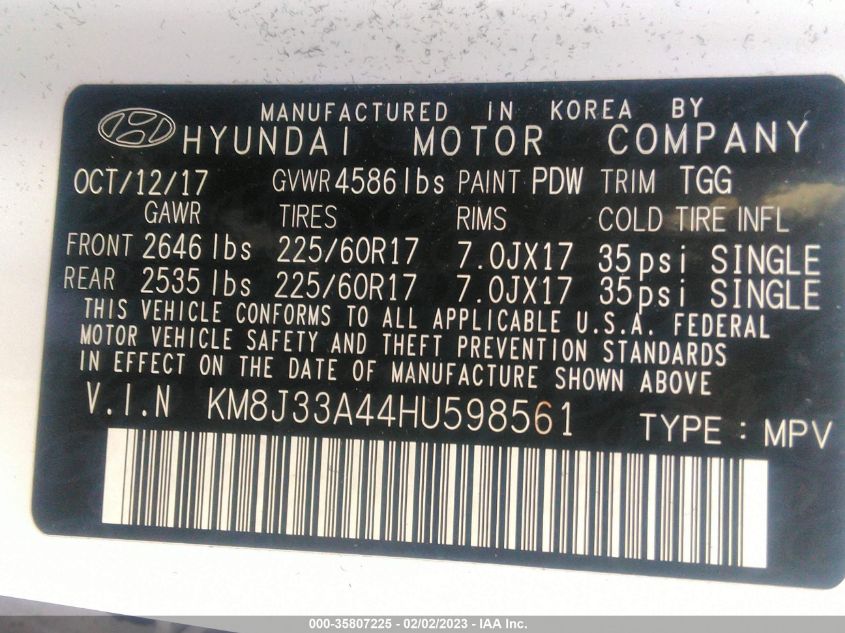 MANUFACTURED IN KOREA BY
HYUNDAI MOTOR COMPANY
OCT/12/17 GVWR 4586 lbs PAINT PDW TRIM TGG
GAWR TIRES RIMS COLD TIRE INFL
FRONT 2646 lbs 225/60R17 7.0JX17 35psi SINGLE
REAR 2535 lbs 225/60R17 7.0JX17 35psi SINGLE
THIS VEHICLE CONFORMS TO ALL APPLICABLE U.S.A. FEDERAL
MOTOR VEHICLE SAFETY AND THEFT PREVENTION STANDARDS
IN EFFECT ON THE DATE OF MANUFACTURE SHOWN ABOVE
V.I.N KM8J33A44HU598561 TYPE : MPV
000-35807225 - 02/02/2023 - IAA Inc.